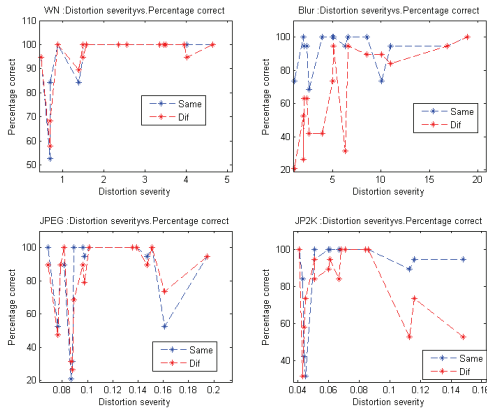 WN :Distortion severityvs.Percentage correct
Percentage correct
100
90
80
70
60
50
1
2
3
4
5
Same
Dif
Distortion severity
Blur :Distortion severityvs.Percentage correct
Percentage correct
100
80
60
40
20
0
5
10
15
20
Same
Dif
Distortion severity
JPEG :Distortion severityvs.Percentage correct
Percentage correct
100
80
60
40
20
0.08
0.1
0.12
0.14
0.16
0.18
0.2
Same
Dif
Distortion severity
JP2K :Distortion severityvs.Percentage correct
Percentage correct
100
80
60
40
0.04
0.06
0.08
0.1
0.12
0.14
0.16
Same
Dif
Distortion severity